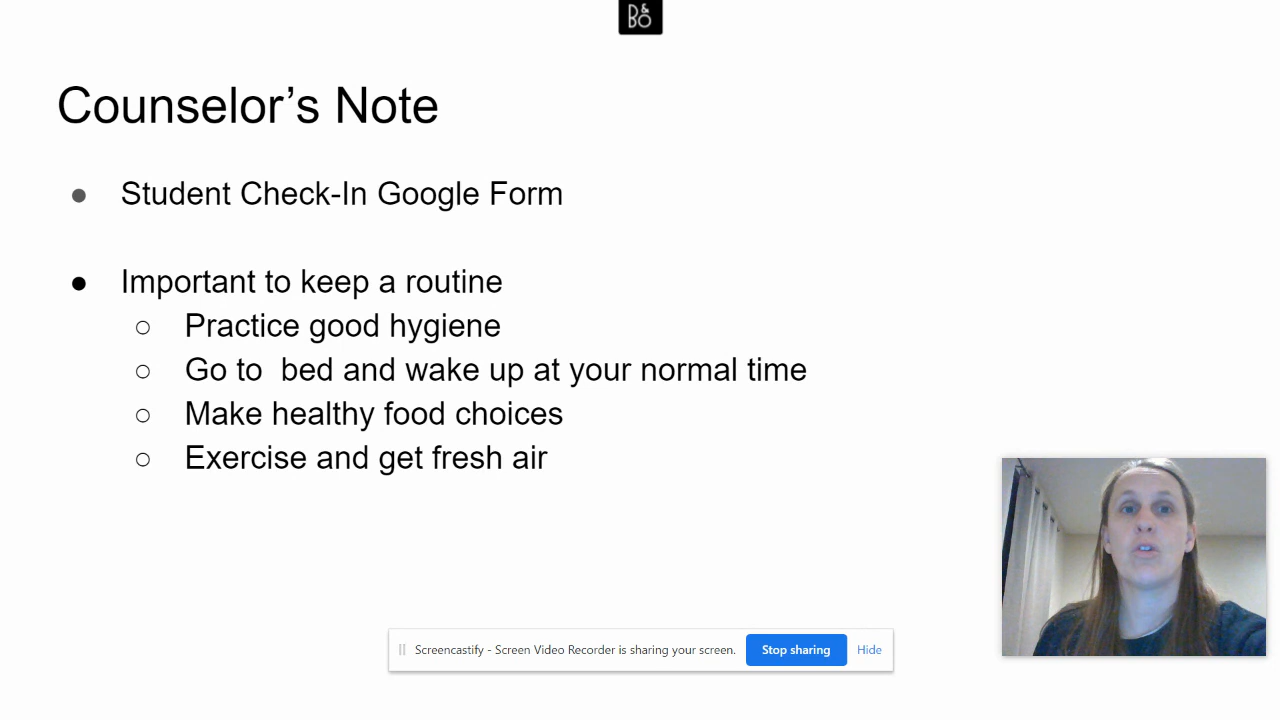 B&O
Counselor’s Note
● Student Check-In Google Form
● Important to keep a routine
○ Practice good hygiene
○ Go to  bed and wake up at your normal time
○ Make healthy food choices
○ Exercise and get fresh air
Screencastify - Screen Video Recorder is sharing your screen. Stop sharing Hide